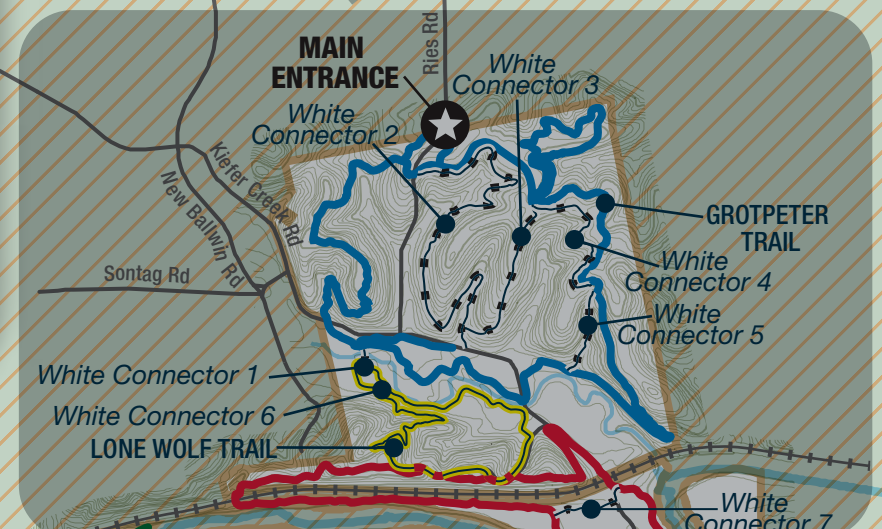 Ries Rd
MAIN
ENTRANCE
White
Connector 3
White
Connector 2
Kiefer Creek Rd
New Ballwin Rd
GROTPETER
TRAIL
Sontag Rd
White
Connector 4
White
Connector 5
White Connector 1
White Connector 6
LONE WOLF TRAIL
White
Connector 7